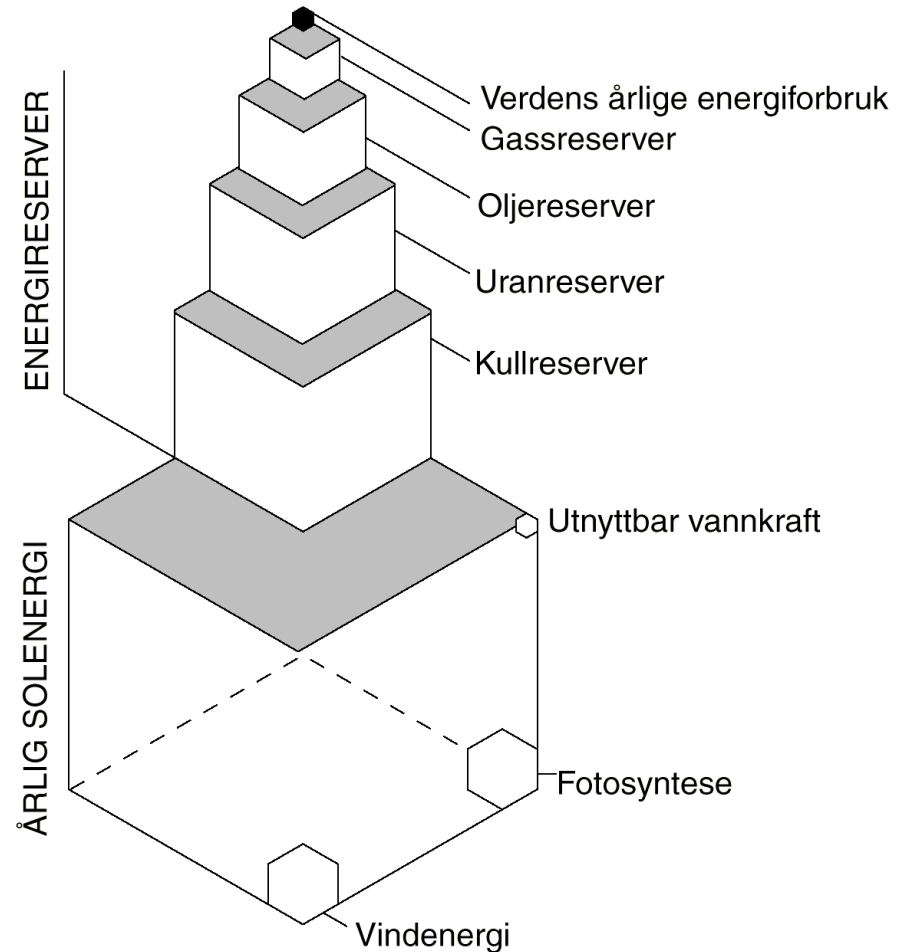 Verdens årlige energiforbruk
Gassreserver
Oljereserver
Uranreserver
Kullreserver
ENERGIRESERVER
Utnyttbar vannkraft
ÅRLIG SOLENERGI
Fotosyntese
Vindenergi